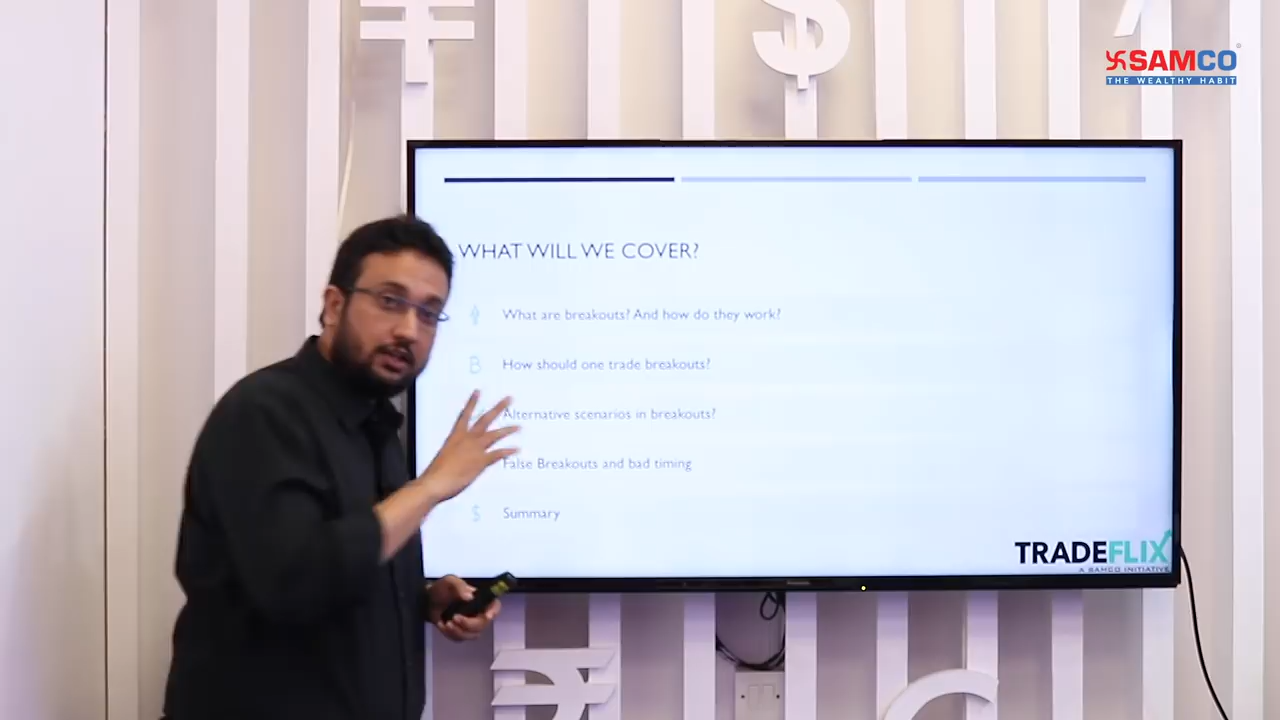 SAMCO
THE WEALTHY HABIT
WHAT WILL WE COVER?
What are breakouts? And how do they work?
B How should one trade breakouts?
Alternative scenarios in breakouts?
False Breakouts and bad timing
$ Summary
TRADEFLIX
A SAMCO INITIATIVE
$
₹